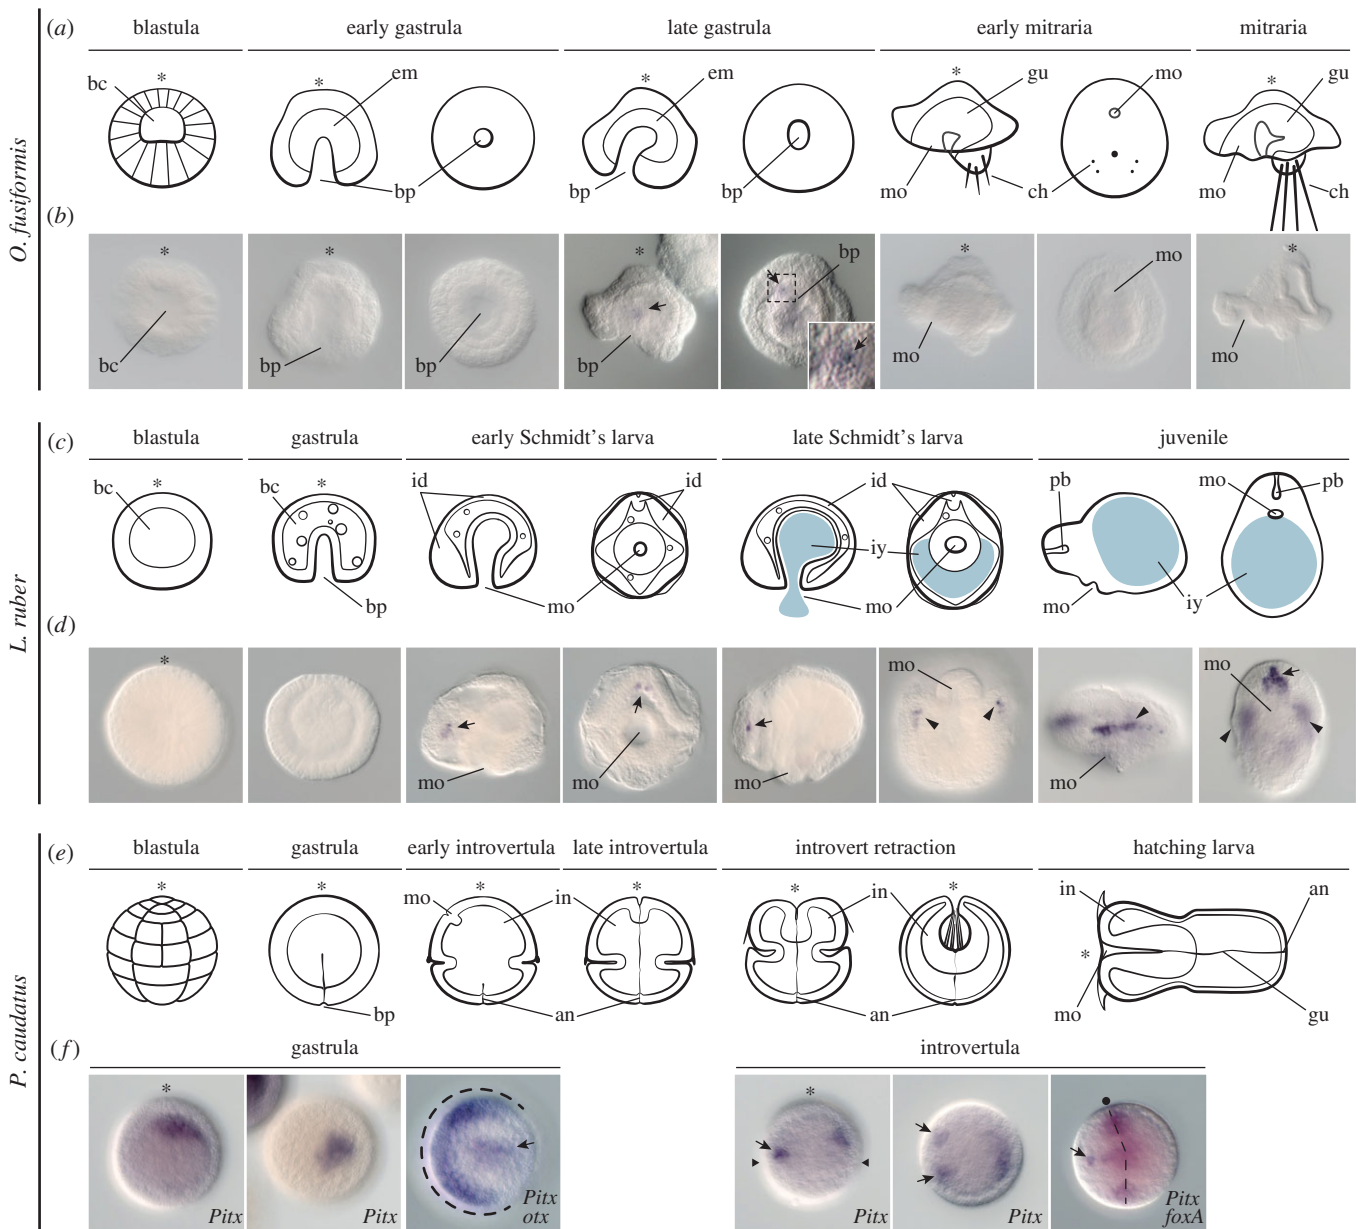 (a) blastula early gastrula late gastrula early mitraria mitraria
* * * * *
bc em em gu mo gu
bp bp mo ch mo ch
O. fusiformis
(b)
* * * * *
bp mo
bc bp bp bp mo mo
(c) blastula gastrula early Schmidt's larva late Schmidt's larva juvenile
* *
bc bc id id id pb mo pb
iy
bp mo mo mo iy
L. ruber
(d)
*
mo mo
mo mo mo mo
(e) blastula gastrula early introvertula late introvertula introvert retraction hatching larva
* * * * * *
mo in in in an
*
bp an an mo gu
P. caudatus
(f) gastrula introvertula
* *
Pitx Pitx Pitx
otx
Pitx Pitx Pitx
foxA